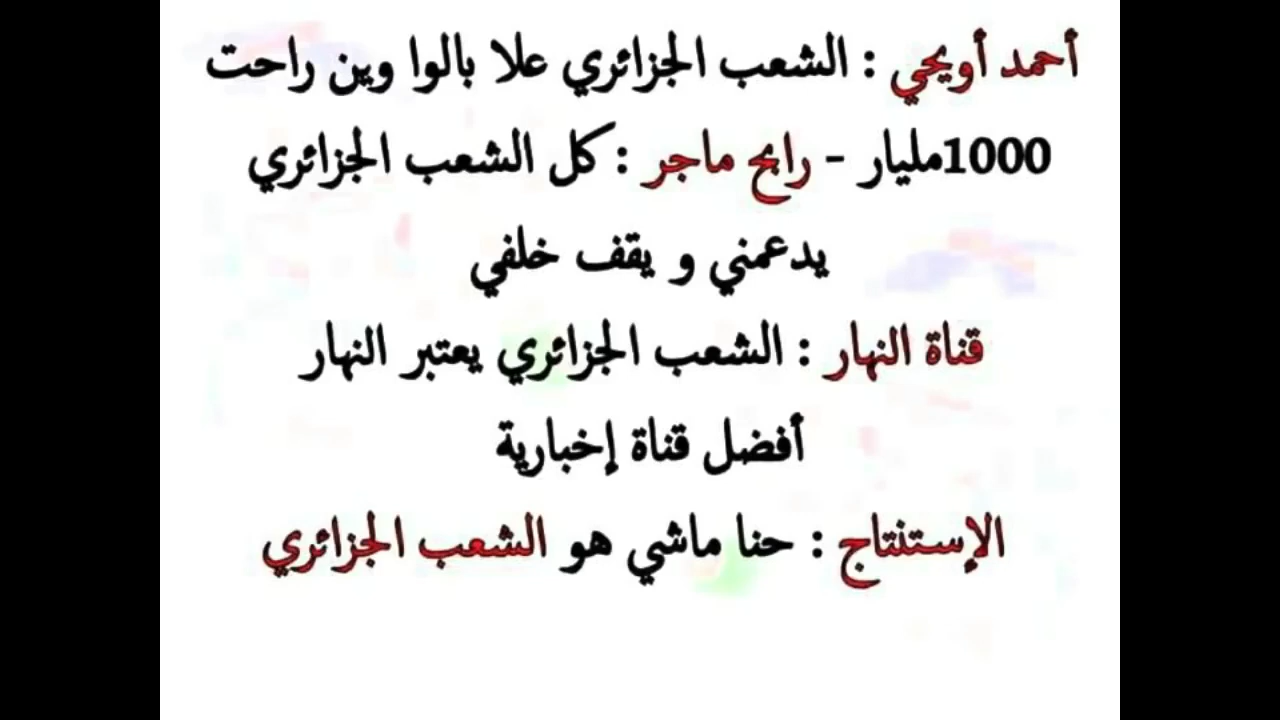 أحمد أويحي : الشعب الجزائري علا بالوا وين راحت
1000مليار - رابح ماجر : كل الشعب الجزائري
يدعمني و يقف خلفي
قناة النهار : الشعب الجزائري يعتبر النهار
أفضل قناة إخبارية
الإستنتاج : حنا ماشي هو الشعب الجزائري